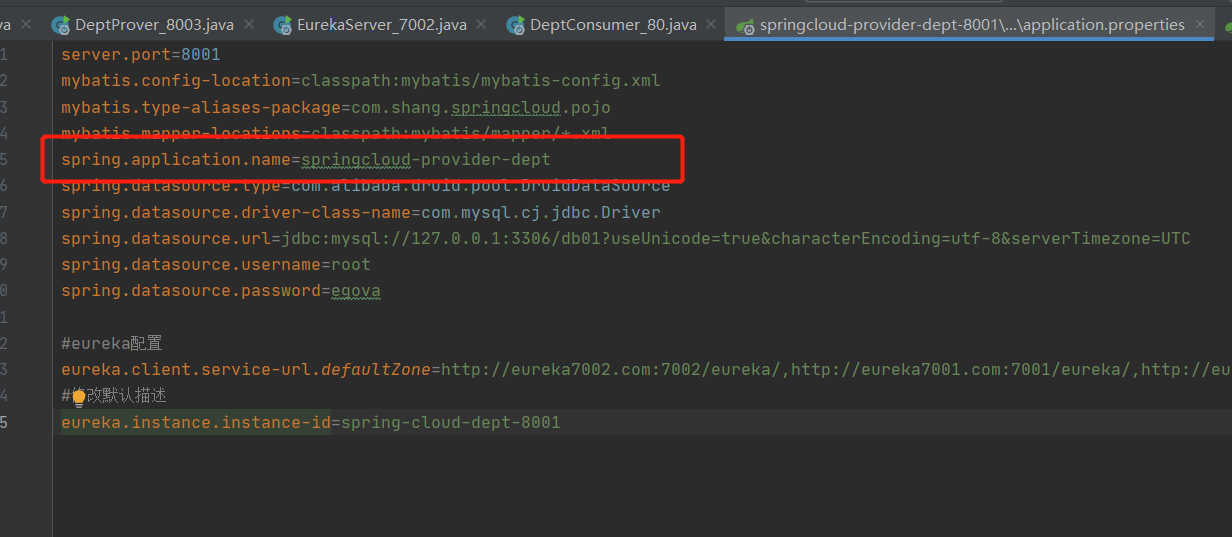 va
DeptProver_8003.java
EurekaServer_7002.java
DeptConsumer_80.java
springcloud-provider-dept-8001\...\application.properties
1 server.port=8001
2 mybatis.config-location=classpath:mybatis/mybatis-config.xml
3 mybatis.type-aliases-package=com.shang.springcloud.pojo
4 mybatis.mapper-locations=classpath:mybatis/mapper/*.xml
5 spring.application.name=springcloud-provider-dept
6 spring.datasource.type=com.alibaba.druid.pool.DruidDataSource
7 spring.datasource.driver-class-name=com.mysql.cj.jdbc.Driver
8 spring.datasource.url=jdbc:mysql://127.0.0.1:3306/db01?useUnicode=true&characterEncoding=utf-8&serverTimezone=UTC
9 spring.datasource.username=root
0 spring.datasource.password=egova
1
2 #eureka配置
3 eureka.client.service-url.defaultZone=http://eureka7002.com:7002/eureka/,http://eureka7001.com:7001/eureka/,http://eu
4 #改默认描述
5 eureka.instance.instance-id=spring-cloud-dept-8001